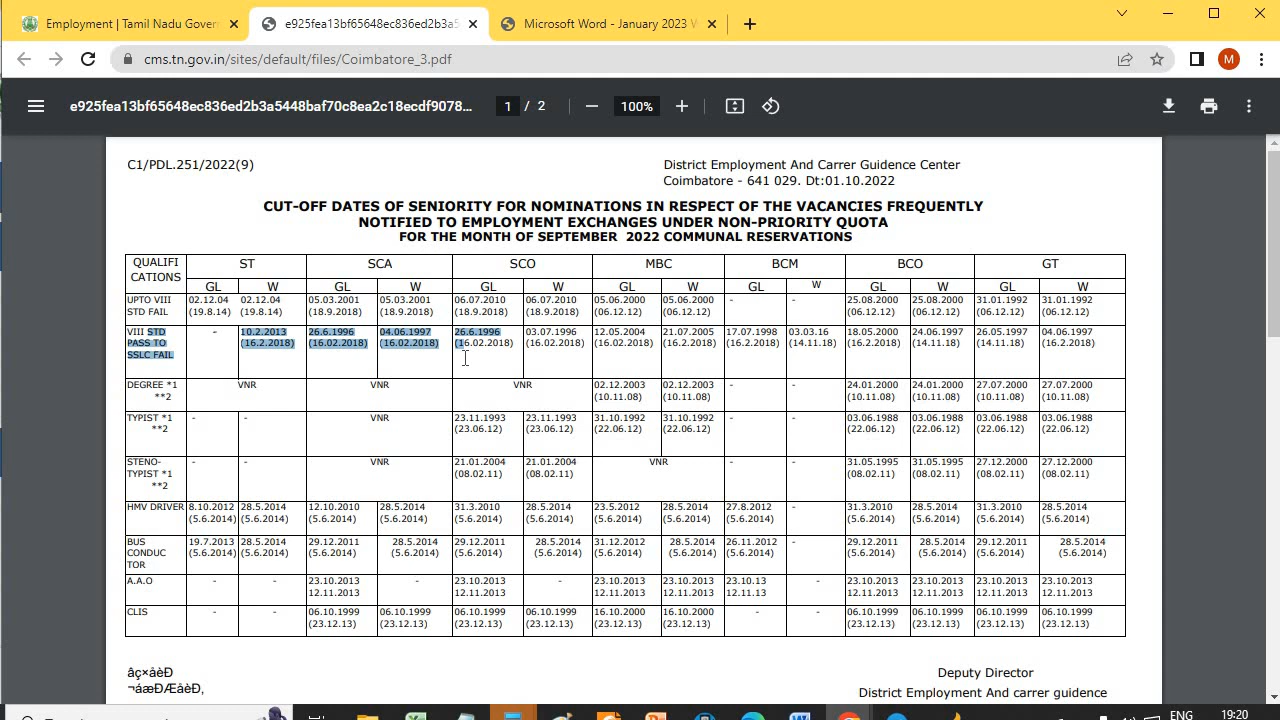 Employment | Tamil Nadu Gover
e925fea13bf65648ec836ed2b3a5
Microsoft Word - January 2023 W
cms.tn.gov.in/sites/default/files/Coimbatore_3.pdf
M
e925fea13bf65648ec836ed2b3a5448baf70c8ea2c18ecdf9078...
1 / 2
100%
C1/PDL.251/2022(9)
District Employment And Carrer Guidence Center
Coimbatore - 641 029. Dt:01.10.2022
CUT-OFF DATES OF SENIORITY FOR NOMINATIONS IN RESPECT OF THE VACANCIES FREQUENTLY
NOTIFIED TO EMPLOYMENT EXCHANGES UNDER NON-PRIORITY QUOTA
FOR THE MONTH OF SEPTEMBER 2022 COMMUNAL RESERVATIONS
QUALIFI ST SCA SCO MBC BCM BCO GT
CATIONS
GL W GL W GL W GL W GL W GL W GL W
UPTO VIII 02.12.04 02.12.04 05.03.2001 05.03.2001 06.07.2010 06.07.2010 05.06.2000 05.06.2000 - - 25.08.2000 25.08.2000 31.01.1992 31.01.1992
STD FAIL (19.8.14) (19.8.14) (18.9.2018) (18.9.2018) (18.9.2018) (18.9.2018) (06.12.12) (06.12.12) (06.12.12) (06.12.12) (06.12.12) (06.12.12)
VIII STD - 10.2.2013 26.6.1996 04.06.1997 26.6.1996 03.07.1996 12.05.2004 21.07.2005 17.07.1998 03.03.16 18.05.2000 24.06.1997 26.05.1997 04.06.1997
PASS TO (16.2.2018) (16.02.2018) (16.02.2018) (16.02.2018) (16.02.2018) (16.02.2018) (16.2.2018) (16.2.2018) (14.11.18) (16.02.2018) (14.11.2018) (14.11.2018) (16.2.2018)
SSLC FAIL
DEGREE *1 VNR VNR VNR 02.12.2003 02.12.2003 - - 24.01.2000 24.01.2000 27.07.2000 27.07.2000
**2 (10.11.08) (10.11.08) (10.11.08) (10.11.08) (10.11.08) (10.11.08)
TYPIST *1 - - VNR 23.11.1993 23.11.1993 31.10.1992 31.10.1992 - - 03.06.1988 03.06.1988 03.06.1988 03.06.1988
**2 (23.06.12) (23.06.12) (22.06.12) (22.06.12) (22.06.12) (22.06.12) (22.06.12) (22.06.12)
STENO- - - VNR 21.01.2004 21.01.2004 VNR - - 31.05.1995 31.05.1995 27.12.2000 27.12.2000
TYPIST *1 (08.02.11) (08.02.11) (08.02.11) (08.02.11) (08.02.11) (08.02.11)
**2
HMV DRIVER 8.10.2012 28.5.2014 12.10.2010 28.5.2014 31.3.2010 28.5.2014 23.5.2012 28.5.2014 27.8.2012 - 31.3.2010 28.5.2014 31.3.2010 28.5.2014
(5.6.2014) (5.6.2014) (5.6.2014) (5.6.2014) (5.6.2014) (5.6.2014) (5.6.2014) (5.6.2014) (5.6.2014) (5.6.2014) (5.6.2014) (5.6.2014) (5.6.2014)
BUS 19.7.2013 28.5.2014 29.12.2011 28.5.2014 29.12.2011 28.5.2014 31.12.2012 28.5.2014 26.11.2012 - 29.12.2011 28.5.2014 29.12.2011 28.5.2014
CONDUC (5.6.2014) (5.6.2014) (5.6.2014) (5.6.2014) (5.6.2014) (5.6.2014) (5.6.2014) (5.6.2014) (5.6.2014) (5.6.2014) (5.6.2014) (5.6.2014) (5.6.2014)
TOR
A.A.O - - 23.10.2013 - 23.10.2013 - 23.10.2013 23.10.2013 23.10.13 - 23.10.2013 23.10.2013 23.10.2013 23.10.2013
12.11.2013 12.11.2013 12.11.2013 12.11.2013 12.11.13 12.11.2013 12.11.2013 12.11.2013 12.11.2013
CLIS - - 06.10.1999 06.10.1999 06.10.1999 06.10.1999 16.10.2000 16.10.2000 - - 06.10.1999 06.10.1999 06.10.1999 06.10.1999
(23.12.13) (23.12.13) (23.12.13) (23.12.13) (23.12.13) (23.12.13) (23.12.13) (23.12.13) (23.12.13) (23.12.13)
âç×âèÐ
¬áæÐÆâèÐ,
Deputy Director
District Employment And carrer guidence
ENG
19:20